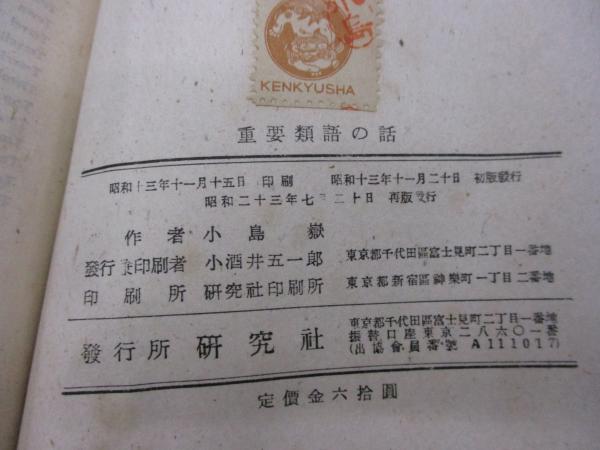 KENKYUSHA
重要類語の話
昭和十三年十一月十五日 印刷 昭和十三年十一月二十日 初版發行
昭和二十三年七月二十日 再版發行
作者 小島嶽
發行兼印刷者 小酒井五一郎 東京都千代田區富士見町二丁目一番地
印刷所 研究社印刷所 東京都新宿區神樂町一丁目二番地
發行所 研究社 東京都千代田區富士見町二丁目一番地
振替口座東京二八六〇一番
(出協會員番號 A111017)
定價金六拾圓